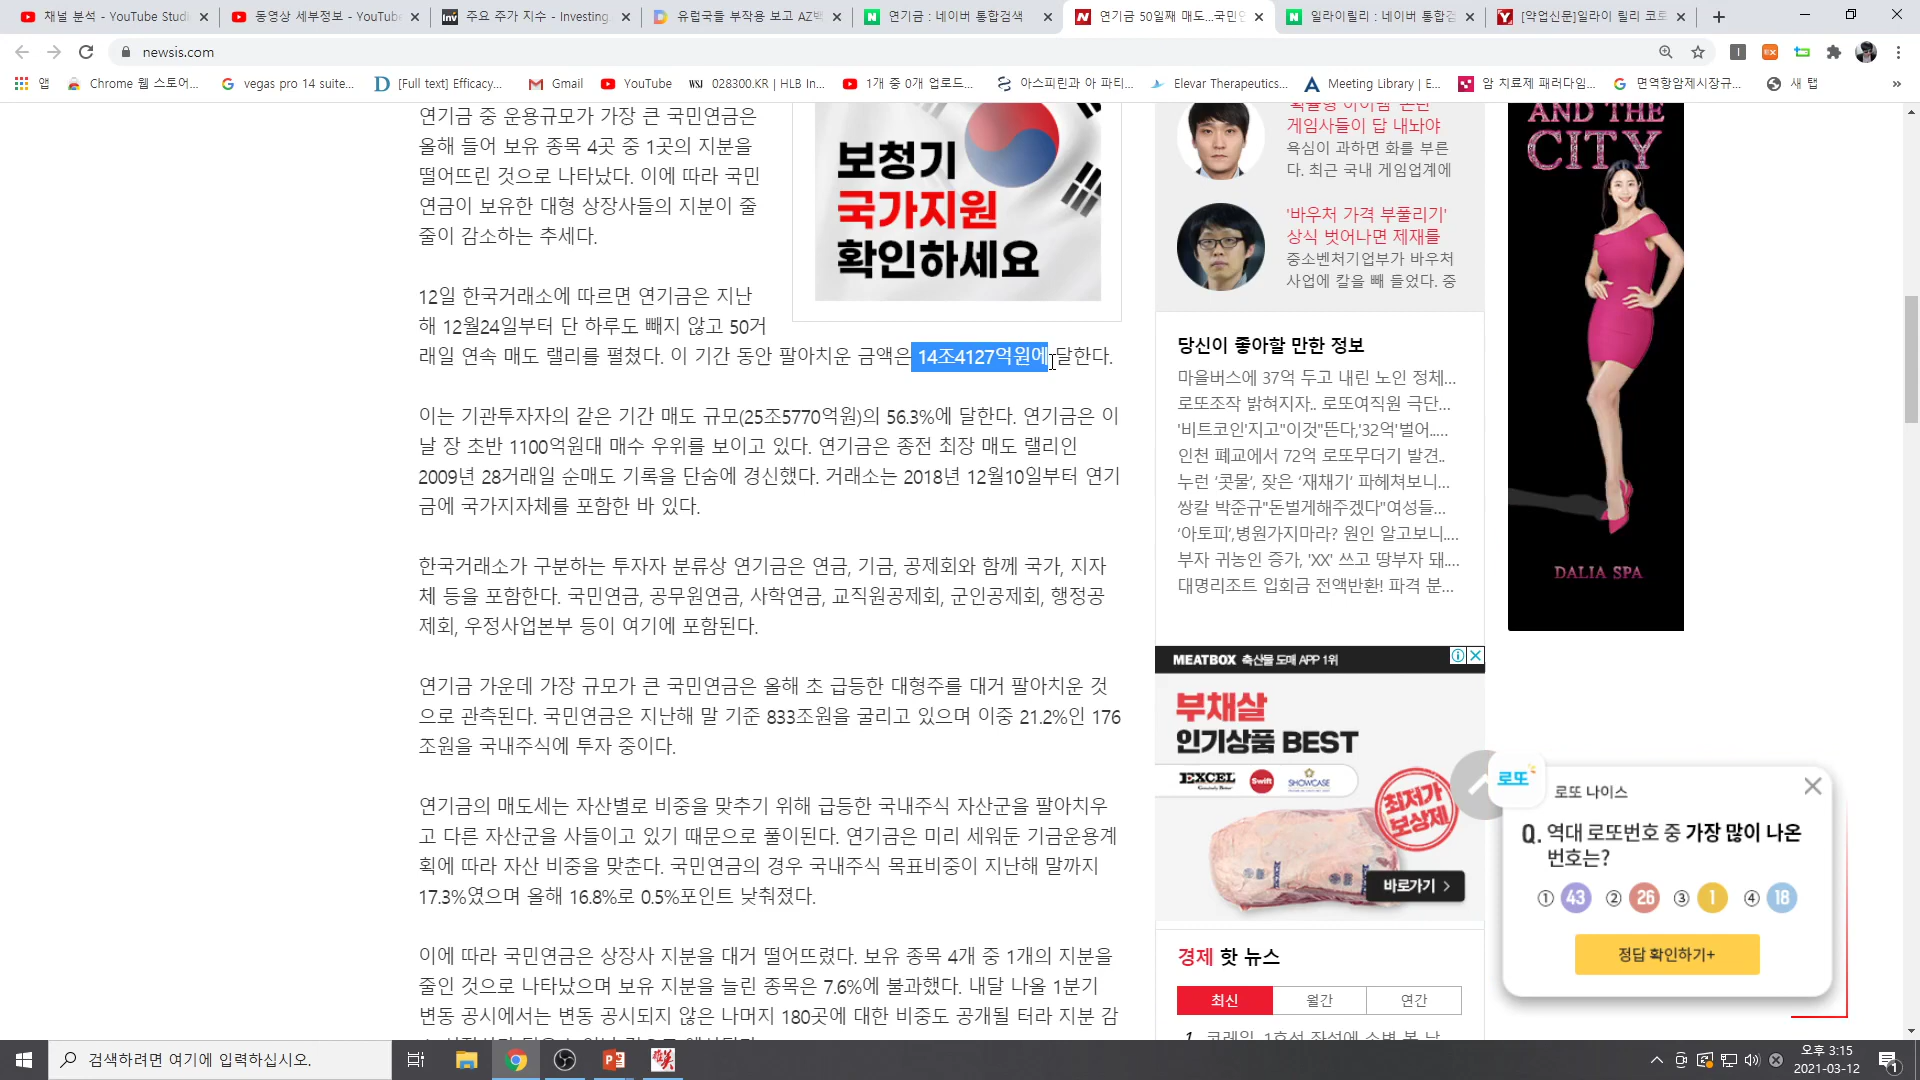 채널 분석 - YouTube Studi
동영상 세부정보 - YouTube
주요 주가 지수 - Investing.
유럽국들 부작용 보고 AZ백
연기금 : 네이버 통합검색
연기금 50일째 매도...국민연
일라이릴리 : 네이버 통합검
[약업신문]일라이 릴리 코로
newsis.com
앱
Chrome 웹 스토어...
vegas pro 14 suite...
[Full text] Efficacy...
Gmail
YouTube
028300.KR | HLB In...
1개 중 0개 업로드...
아스피린과 아 파티...
Elevar Therapeutics...
Meeting Library | E...
암 치료제 패러다임...
면역항암제시장규...
새 탭
연기금 중 운용규모가 가장 큰 국민연금은
올해 들어 보유 종목 4곳 중 1곳의 지분을
떨어뜨린 것으로 나타났다. 이에 따라 국민
연금이 보유한 대형 상장사들의 지분이 줄
줄이 감소하는 추세다.
12일 한국거래소에 따르면 연기금은 지난
해 12월24일부터 단 하루도 빼지 않고 50거
래일 연속 매도 랠리를 펼쳤다. 이 기간 동안 팔아치운 금액은 14조4127억원에 달한다.
이는 기관투자자의 같은 기간 매도 규모(25조5770억원)의 56.3%에 달한다. 연기금은 이
날 장 초반 1100억원대 매수 우위를 보이고 있다. 연기금은 종전 최장 매도 랠리인
2009년 28거래일 순매도 기록을 단숨에 경신했다. 거래소는 2018년 12월10일부터 연기
금에 국가지자체를 포함한 바 있다.
한국거래소가 구분하는 투자자 분류상 연기금은 연금, 기금, 공제회와 함께 국가, 지자
체 등을 포함한다. 국민연금, 공무원연금, 사학연금, 교직원공제회, 군인공제회, 행정공
제회, 우정사업본부 등이 여기에 포함된다.
연기금 가운데 가장 규모가 큰 국민연금은 올해 초 급등한 대형주를 대거 팔아치운 것
으로 관측된다. 국민연금은 지난해 말 기준 833조원을 굴리고 있으며 이중 21.2%인 176
조원을 국내주식에 투자 중이다.
연기금의 매도세는 자산별로 비중을 맞추기 위해 급등한 국내주식 자산군을 팔아치우
고 다른 자산군을 사들이고 있기 때문으로 풀이된다. 연기금은 미리 세워둔 기금운용계
획에 따라 자산 비중을 맞춘다. 국민연금의 경우 국내주식 목표비중이 지난해 말까지
17.3%였으며 올해 16.8%로 0.5%포인트 낮춰졌다.
이에 따라 국민연금은 상장사 지분을 대거 떨어뜨렸다. 보유 종목 4개 중 1개의 지분을
줄인 것으로 나타났으며 보유 지분을 늘린 종목은 7.6%에 불과했다. 내달 나올 1분기
변동 공시에서는 변동 공시되지 않은 나머지 180곳에 대한 비중도 공개될 터라 지분 감
보청기
국가지원
확인하세요
게임사들이 답 내놔야
욕심이 과하면 화를 부른
다. 최근 국내 게임업계에
'바우처 가격 부풀리기'
상식 벗어나면 제재를
중소벤처기업부가 바우처
사업에 칼을 빼 들었다. 중
당신이 좋아할 만한 정보
마을버스에 37억 두고 내린 노인 정체...
로또조작 밝혀지자.. 로또여직원 극단...
'비트코인'지고"이것"뜬다,'32억'벌어.....
인천 폐교에서 72억 로또무더기 발견..
누런 '콧물', 잦은 '재채기' 파헤쳐보니...
쌍칼 박준규"돈벌게해주겠다"여성들...
'아토피',병원가지마라? 원인 알고보니....
부자 귀농인 증가, 'XX' 쓰고 땅부자 돼....
대명리조트 입회금 전액반환! 파격 분...
MEATBOX 축산물 도매 APP 1위
부채살
인기상품 BEST
EXCEL
Swift
SHOWCASE
최저가
보상제
바로가기 >
경제 핫 뉴스
최신
월간
연간
AND THE
CITY
DALIA SPA
로또
로또 나이스
Q. 역대 로또번호 중 가장 많이 나온
번호는?
① 43 ② 26 ③ 1 ④ 18
정답 확인하기+
검색하려면 여기에 입력하십시오.
오후 3:15
2021-03-12